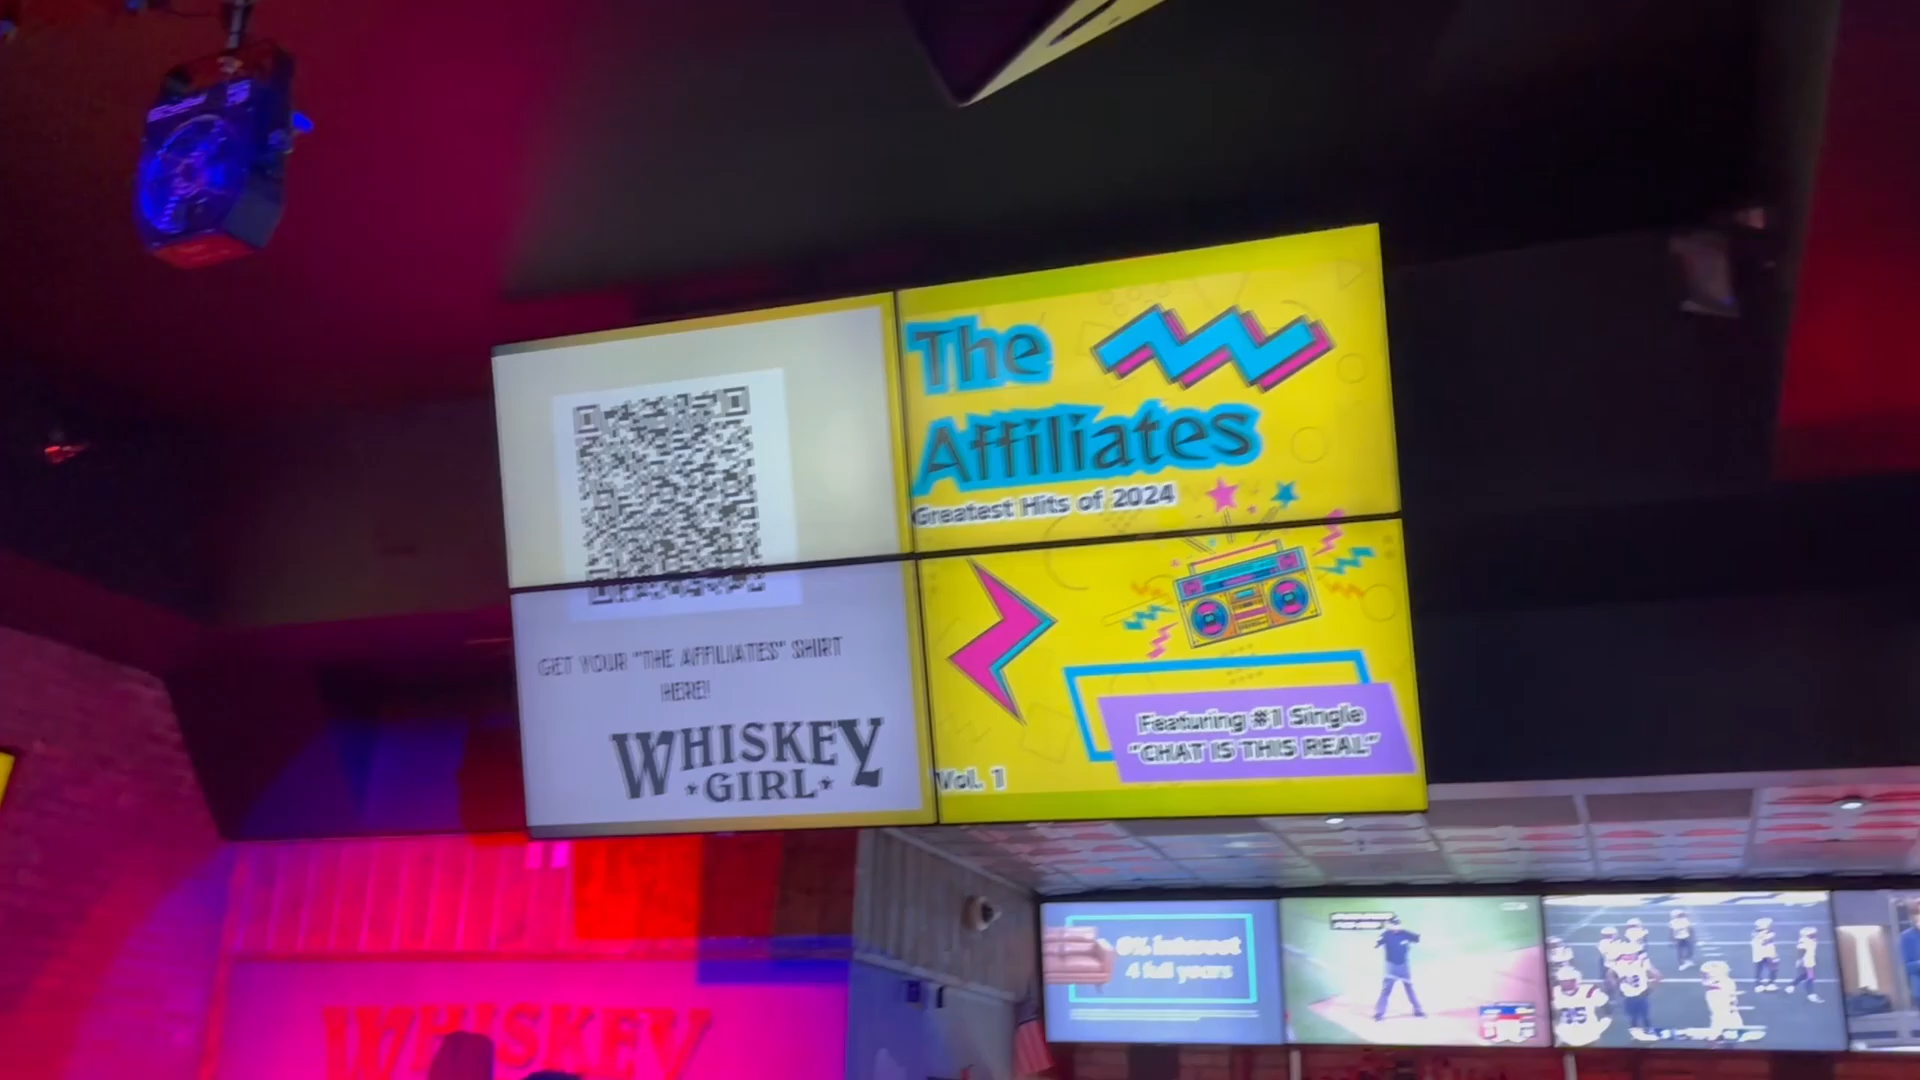 The
Affiliates
Greatest Hits of 2024
GET YOUR "THE AFFILIATES" SHIRT
HERE!
WHISKEY
GIRL
Featuring #1 Single
"CHAT IS THIS REAL"
Vol. 1
0% Interest
4 full years
WHISKEY